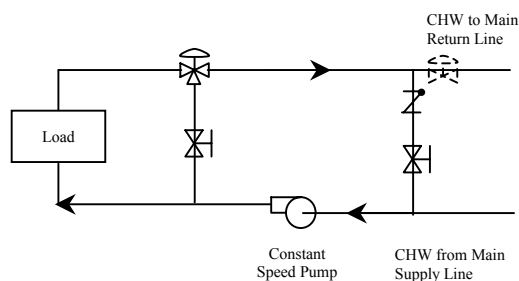 CHW to Main
Return Line
Load
Constant
Speed Pump
CHW from Main
Supply Line